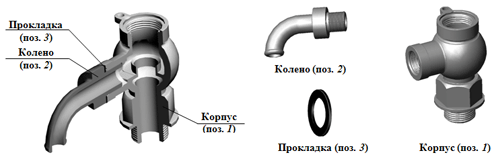 Прокладка
(поз. 3)
Колено
(поз. 2)
Корпус
(поз. 1)
Колено (поз. 2)
Прокладка (поз. 3)
Корпус (поз. 1)